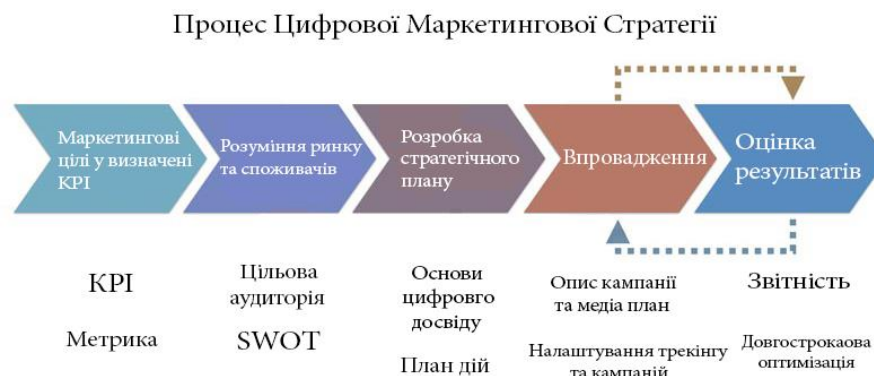 Процес Цифрової Маркетингової Стратегії
Маркетингові
цілі у визначені
KPI
Розуміння ринку
та споживачів
Розробка
стратегічного
плану
Впровадження
Оцінка
результатів
KPI
Метрика
Цільова
аудиторія
SWOT
Основи
цифровго
досвіду
План дій
Опис кампанії
та медіа план
Налаштування трекінгу
та кампаній
Звітність
Довгострокаова
оптимізація